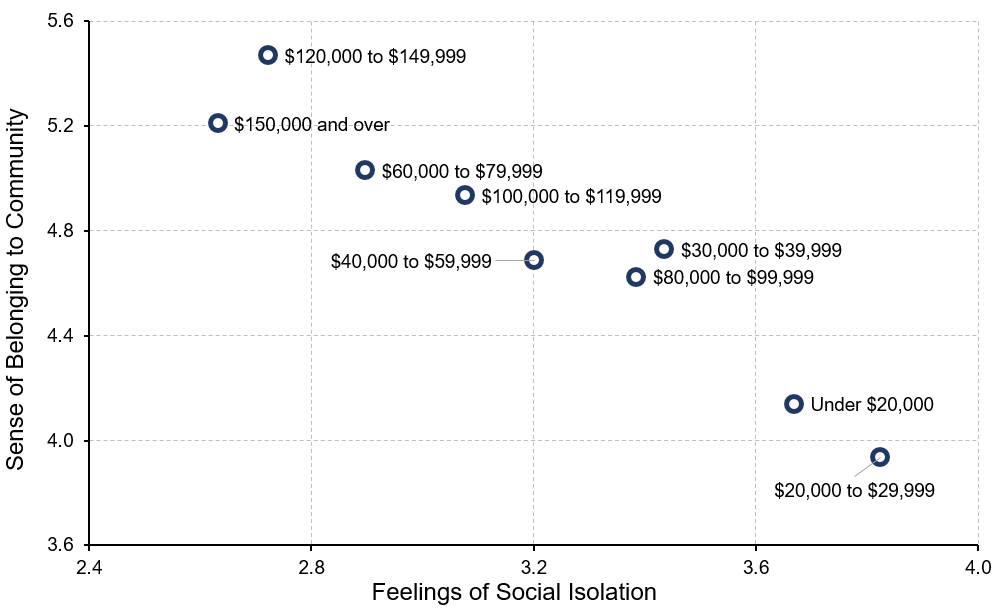 5.6
$120,000 to $149,999
5.2
$150,000 and over
$60,000 to $79,999
$100,000 to $119,999
4.8
$30,000 to $39,999
$40,000 to $59,999
$80,000 to $99,999
4.4
Under $20,000
4.0
$20,000 to $29,999
3.6
2.4 2.8 3.2 3.6 4.0
Feelings of Social Isolation
Sense of Belonging to Community